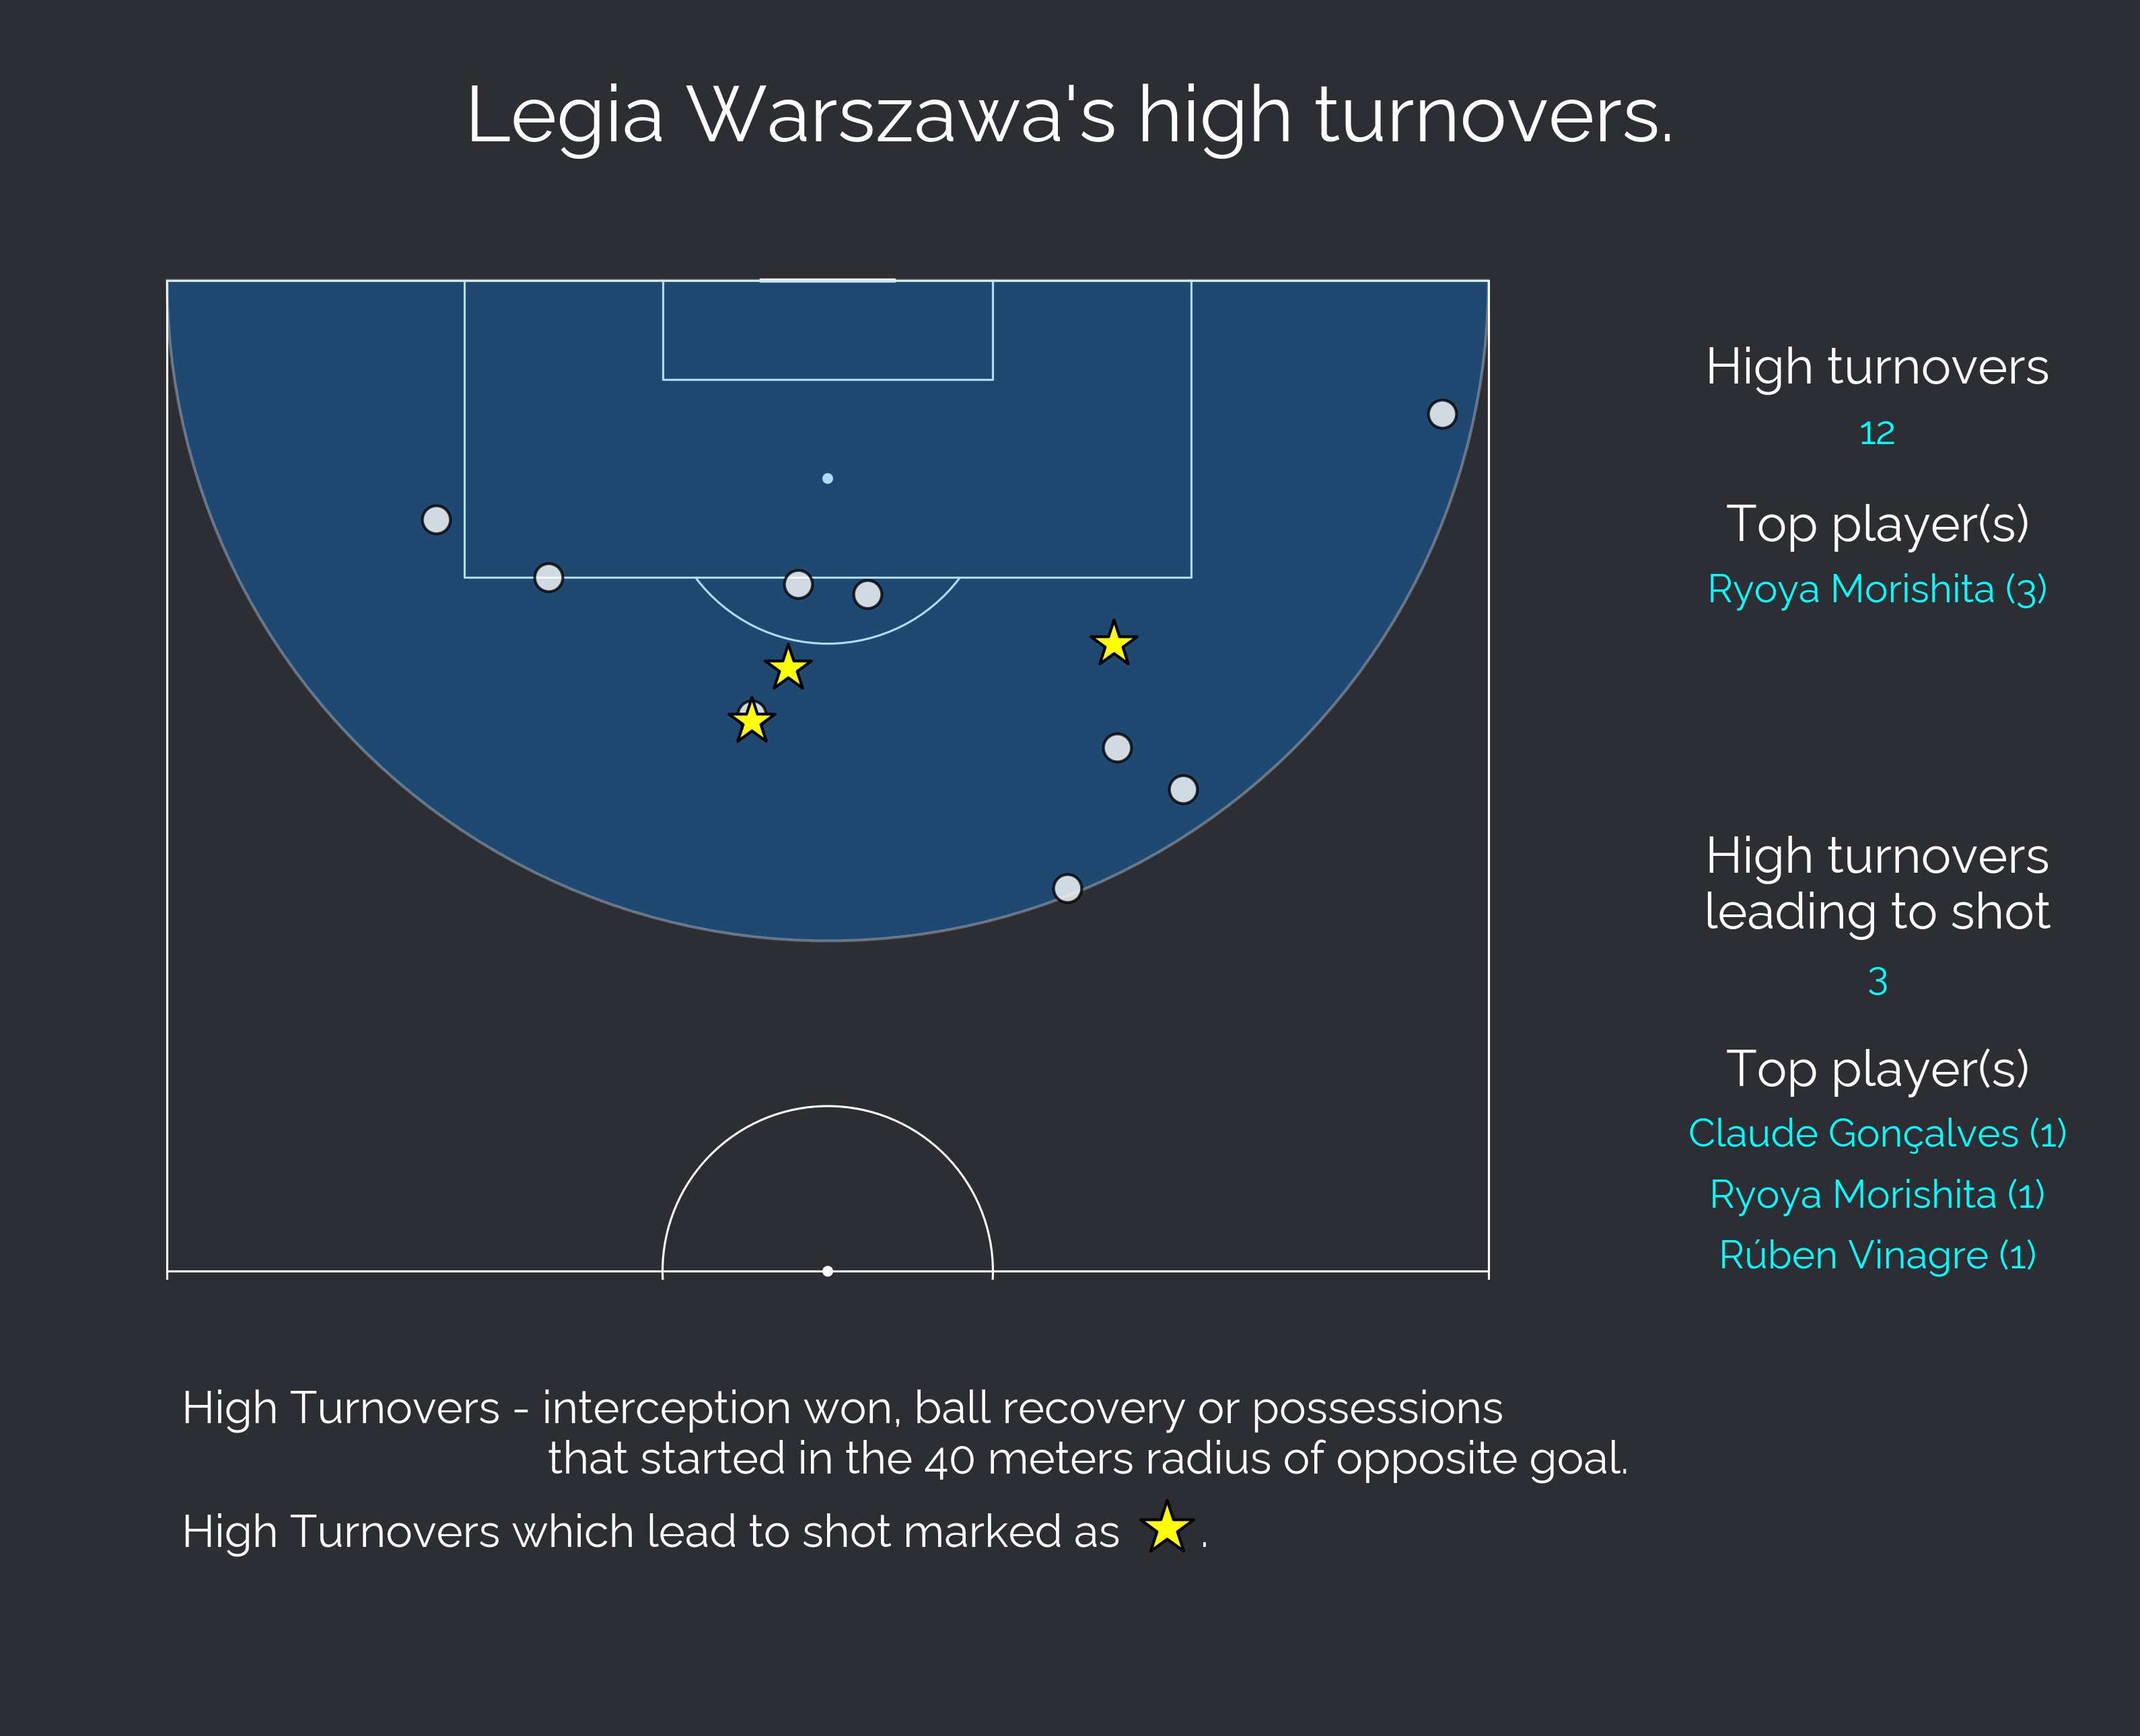 Legia Warszawa's high turnovers.
High turnovers
12
Top player(s)
Ryoya Morishita (3)
High turnovers
leading to shot
3
Top player(s)
Claude Gonçalves (1)
Ryoya Morishita (1)
Rúben Vinagre (1)
High Turnovers - interception won, ball recovery or possessions
that started in the 40 meters radius of opposite goal.
High Turnovers which lead to shot marked as .